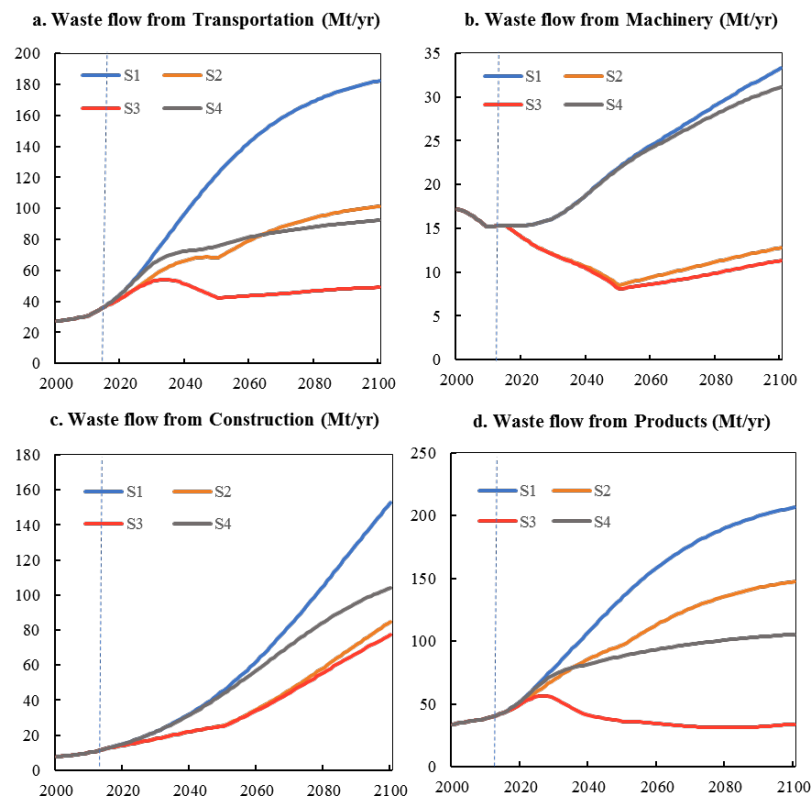 a. Waste flow from Transportation (Mt/yr)
200
180
160
140
120
100
80
60
40
20
0
S1
S2
S3
S4
2000
2020
2040
2060
2080
2100
b. Waste flow from Machinery (Mt/yr)
35
30
25
20
15
10
5
0
S1
S2
S3
S4
2000
2020
2040
2060
2080
2100
c. Waste flow from Construction (Mt/yr)
180
160
140
120
100
80
60
40
20
0
S1
S2
S3
S4
2000
2020
2040
2060
2080
2100
d. Waste flow from Products (Mt/yr)
250
200
150
100
50
0
S1
S2
S3
S4
2000
2020
2040
2060
2080
2100